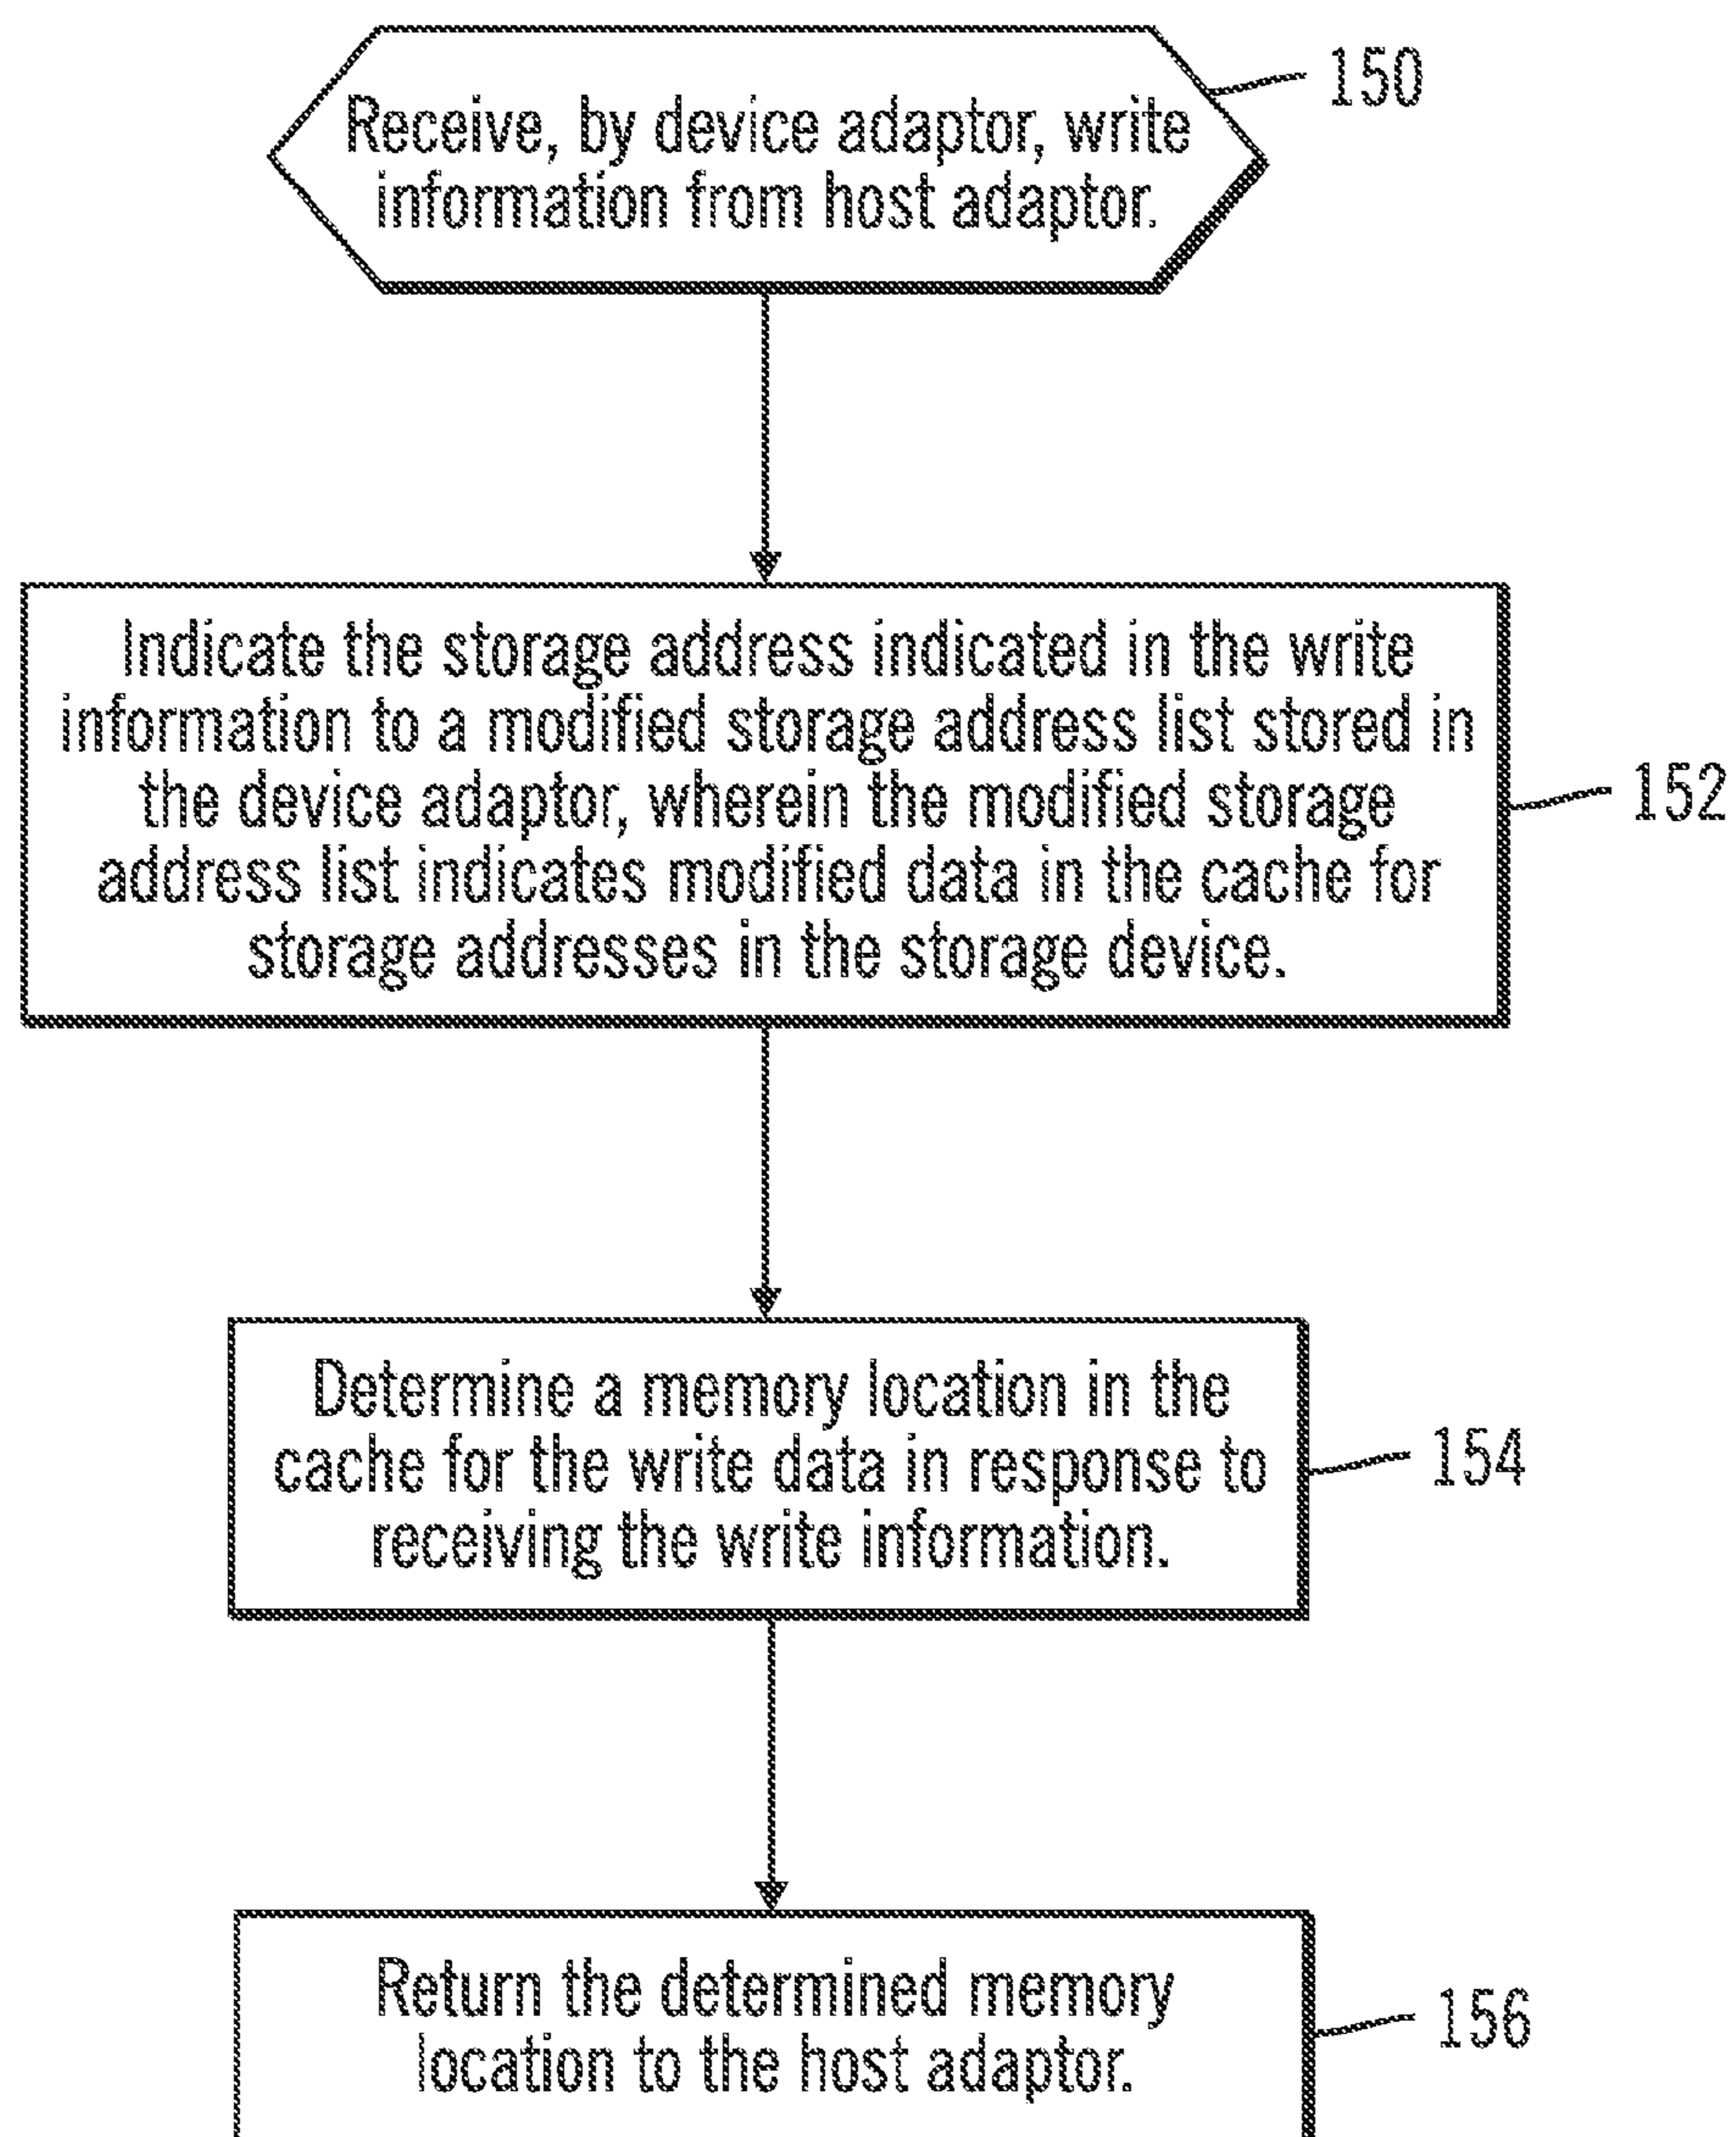 150
Receive, by device adaptor, write
information from host adaptor.
Indicate the storage address indicated in the write
information to a modified storage address list stored in
the device adaptor, wherein the modified storage
address list indicates modified data in the cache for
storage addresses in the storage device.
152
Determine a memory location in the
cache for the write data in response to
receiving the write information.
154
Return the determined memory
location to the host adaptor.
156